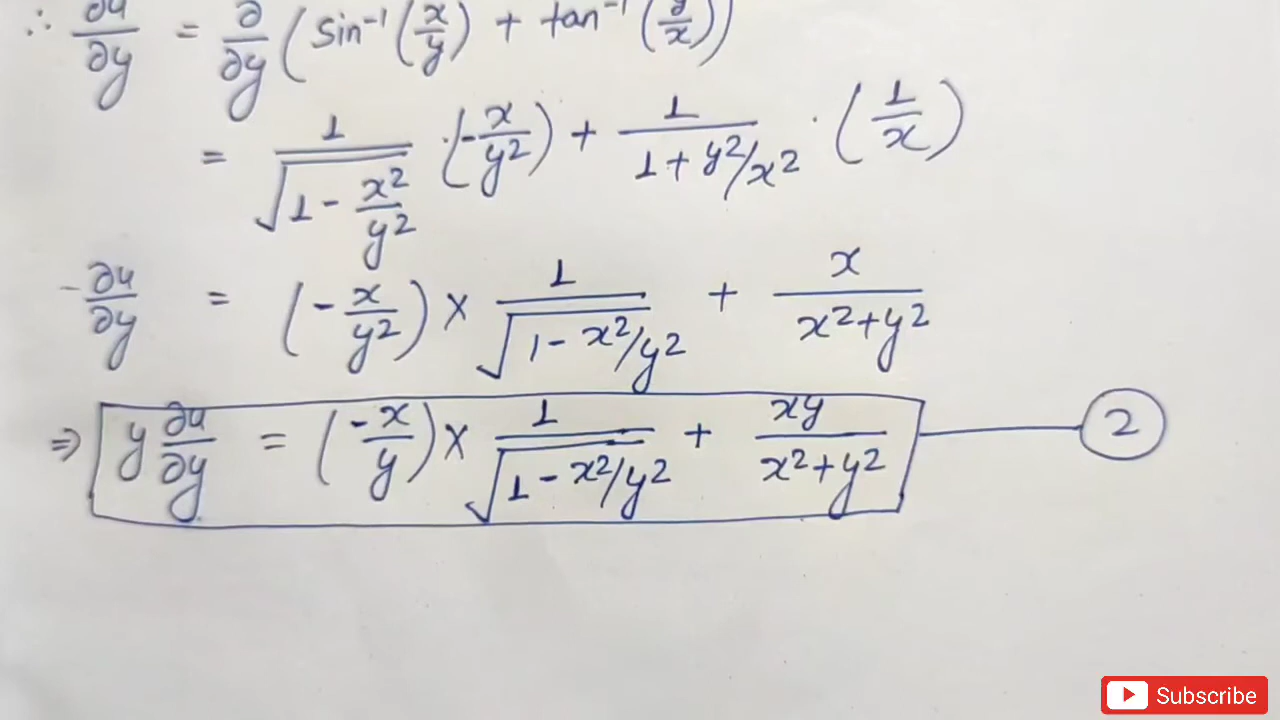 ∴ ∂u/∂y = ∂/∂y (sin⁻¹(x/y) + tan⁻¹(y/x))
= 1/√(1 - x²/y²) · (-x/y²) + 1/(1 + y²/x²) · (1/x)
- ∂u/∂y = (-x/y²) × 1/√(1 - x²/y²) + x/(x²+y²)
⇒ y ∂u/∂y = (-x/y) × 1/√(1 - x²/y²) + xy/(x²+y²) — 2
Subscribe